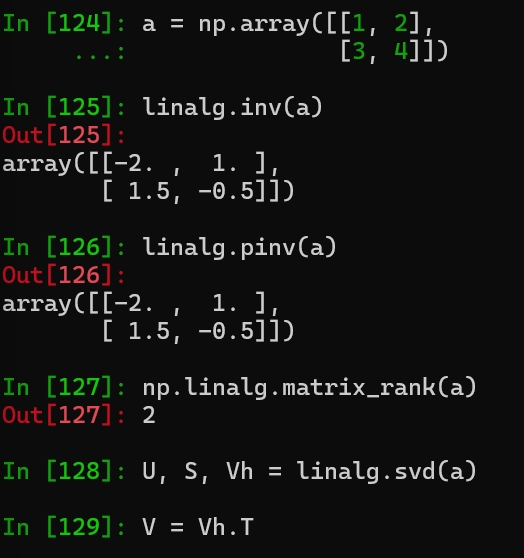 In [124]: a = np.array([[1, 2],
     ...:               [3, 4]])
In [125]: linalg.inv(a)
Out[125]:
array([[-2. ,  1. ],
       [ 1.5, -0.5]])
In [126]: linalg.pinv(a)
Out[126]:
array([[-2. ,  1. ],
       [ 1.5, -0.5]])
In [127]: np.linalg.matrix_rank(a)
Out[127]: 2
In [128]: U, S, Vh = linalg.svd(a)
In [129]: V = Vh.T